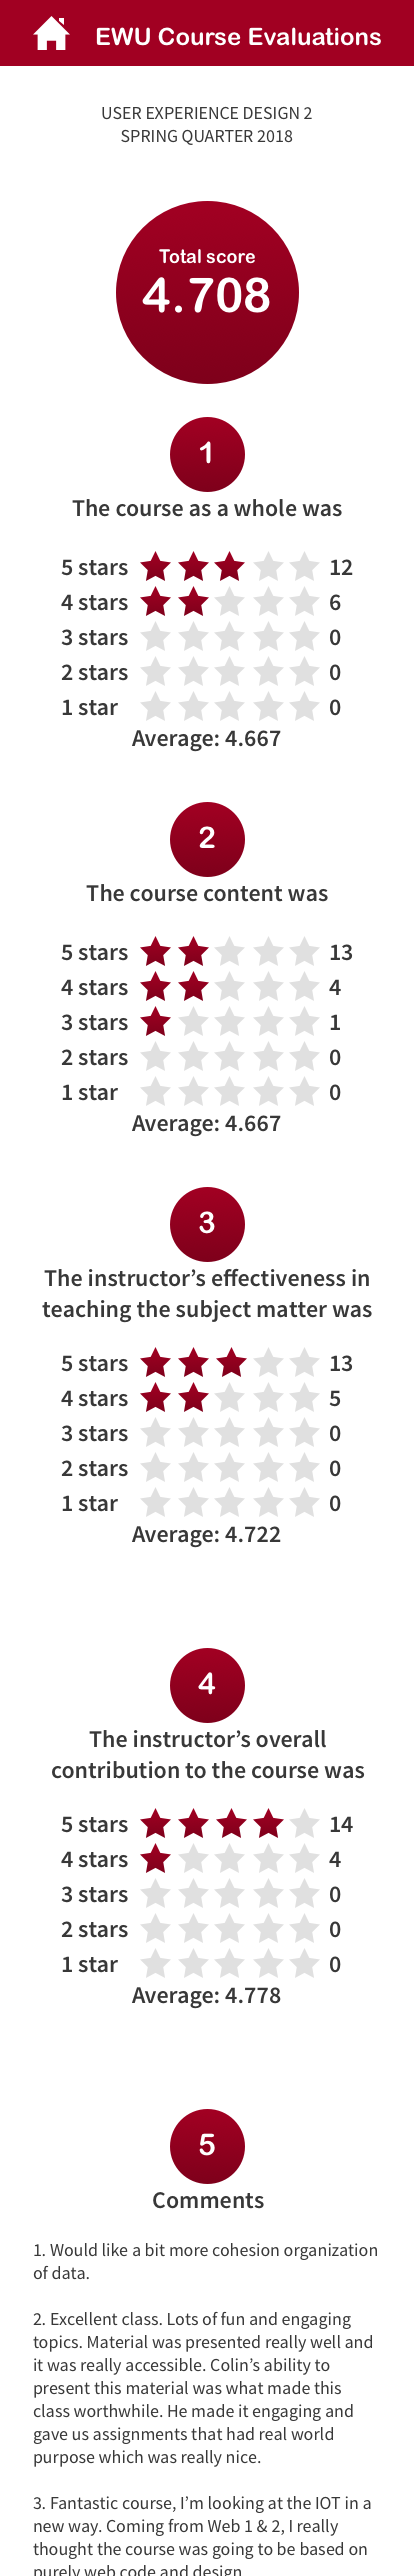 EWU Course Evaluations
USER EXPERIENCE DESIGN 2
SPRING QUARTER 2018
Total score
4.708
1
The course as a whole was
5 stars 12
4 stars 6
3 stars 0
2 stars 0
1 star 0
Average: 4.667
2
The course content was
5 stars 13
4 stars 4
3 stars 1
2 stars 0
1 star 0
Average: 4.667
3
The instructor’s effectiveness in
teaching the subject matter was
5 stars 13
4 stars 5
3 stars 0
2 stars 0
1 star 0
Average: 4.722
4
The instructor’s overall
contribution to the course was
5 stars 14
4 stars 4
3 stars 0
2 stars 0
1 star 0
Average: 4.778
5
Comments
1. Would like a bit more cohesion organization
of data.
2. Excellent class. Lots of fun and engaging
topics. Material was presented really well and
it was really accessible. Colin’s ability to
present this material was what made this
class worthwhile. He made it engaging and
gave us assignments that had real world
purpose which was really nice.
3. Fantastic course, I’m looking at the IOT in a
new way. Coming from Web 1 & 2, I really
thought the course was going to be based on
purely web code and design